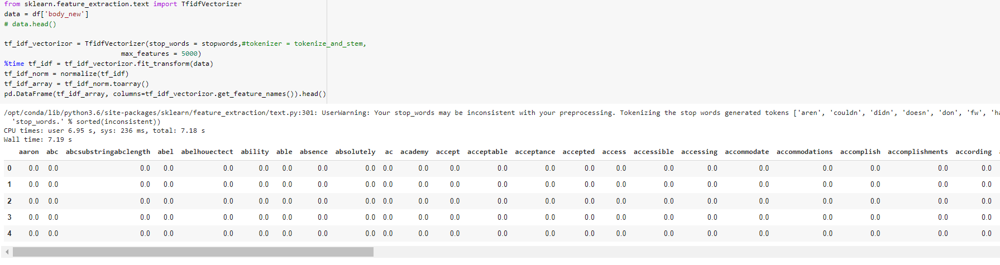 from sklearn.feature_extraction.text import TfidfVectorizer
data = df['body_new']
# data.head()
tf_idf_vectorizor = TfidfVectorizer(stop_words = stopwords,#tokenizer = tokenize_and_stem,
max_features = 5000)
%time tf_idf = tf_idf_vectorizor.fit_transform(data)
tf_idf_norm = normalize(tf_idf)
tf_idf_array = tf_idf_norm.toarray()
pd.DataFrame(tf_idf_array, columns=tf_idf_vectorizor.get_feature_names()).head()
/opt/conda/lib/python3.6/site-packages/sklearn/feature_extraction/text.py:301: UserWarning: Your stop_words may be inconsistent with your preprocessing. Tokenizing the stop words generated tokens ['aren', 'couldn', 'didn', 'doesn', 'don', 'fw',
'stop_words.' % sorted(inconsistent))
CPU times: user 6.95 s, sys: 236 ms, total: 7.18 s
Wall time: 7.19 s
aaron abc abcsubstringabclength abel abelhouectect ability able absence absolutely ac academy accept acceptable acceptance accepted access accessible accessing accommodate accommodations accomplish accomplishments according
0 0.0 0.0 0.0 0.0 0.0 0.0 0.0 0.0 0.0 0.0 0.0 0.0 0.0 0.0 0.0 0.0 0.0 0.0 0.0 0.0 0.0 0.0 0.0
1 0.0 0.0 0.0 0.0 0.0 0.0 0.0 0.0 0.0 0.0 0.0 0.0 0.0 0.0 0.0 0.0 0.0 0.0 0.0 0.0 0.0 0.0 0.0
2 0.0 0.0 0.0 0.0 0.0 0.0 0.0 0.0 0.0 0.0 0.0 0.0 0.0 0.0 0.0 0.0 0.0 0.0 0.0 0.0 0.0 0.0 0.0
3 0.0 0.0 0.0 0.0 0.0 0.0 0.0 0.0 0.0 0.0 0.0 0.0 0.0 0.0 0.0 0.0 0.0 0.0 0.0 0.0 0.0 0.0 0.0
4 0.0 0.0 0.0 0.0 0.0 0.0 0.0 0.0 0.0 0.0 0.0 0.0 0.0 0.0 0.0 0.0 0.0 0.0 0.0 0.0 0.0 0.0 0.0